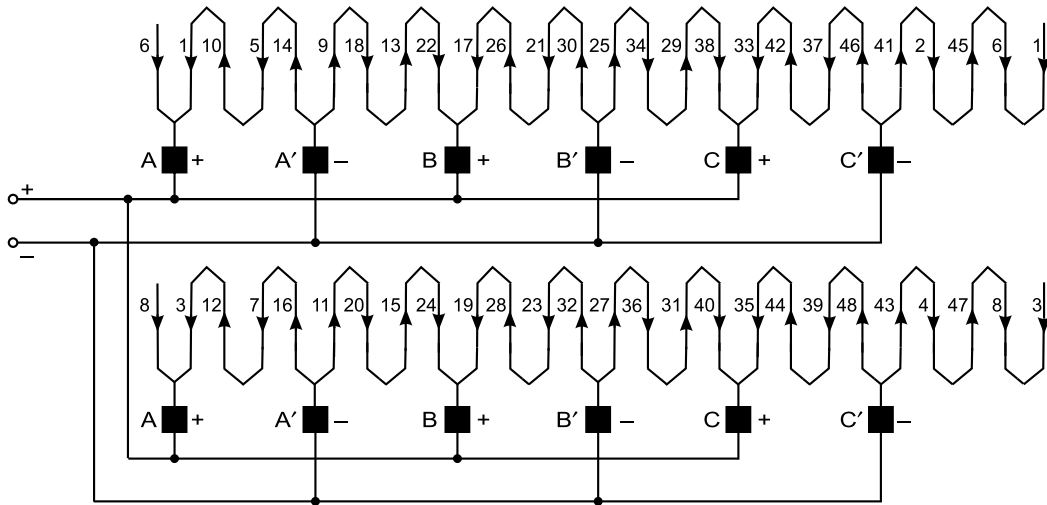 6 1 10 5 14 9 18 13 22 17 26 21 30 25 34 29 38 33 42 37 46 41 2 45 6 1
A + A′ – B + B′ – C + C′ –
+
–
8 3 12 7 16 11 20 15 24 19 28 23 32 27 36 31 40 35 44 39 48 43 4 47 8 3
A + A′ – B + B′ – C + C′ –